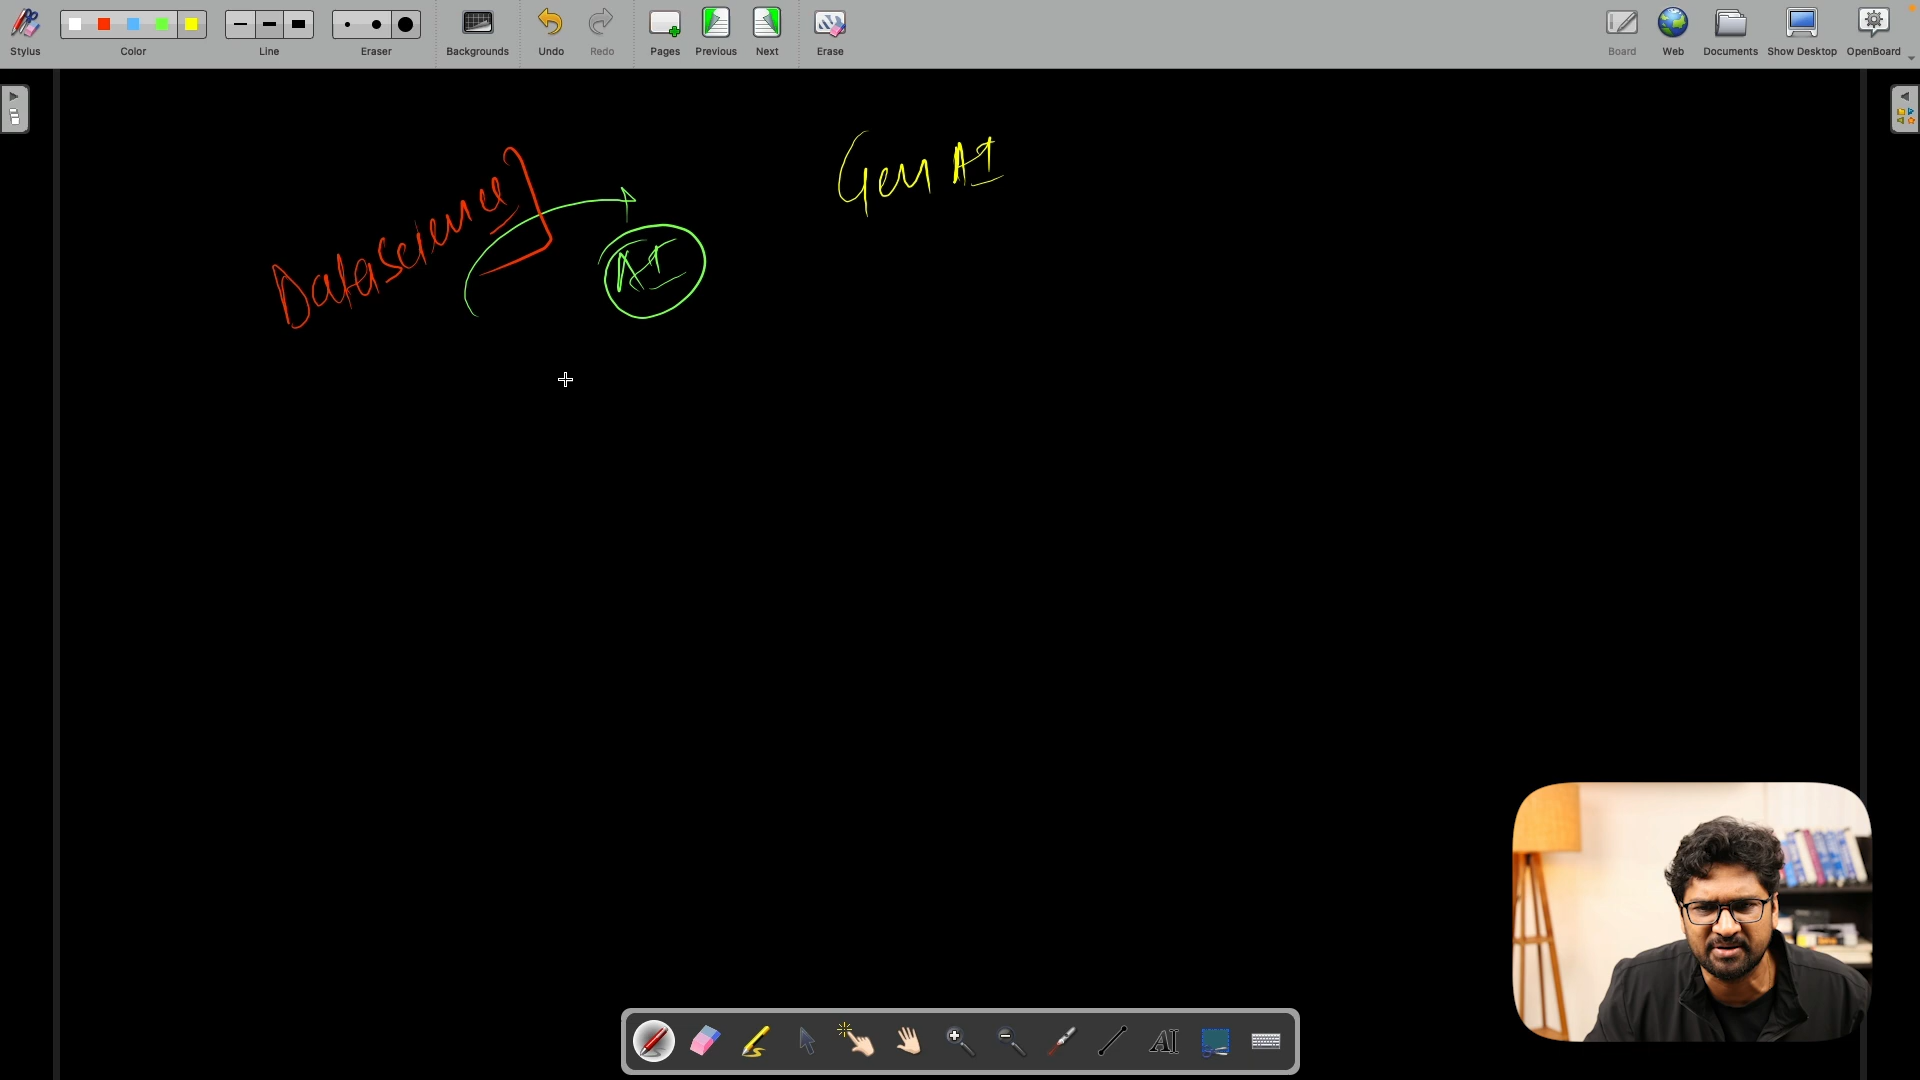 Stylus
Color
Line
Eraser
Backgrounds
Undo
Redo
Pages
Previous
Next
Erase
Board
Web
Documents
Show Desktop
OpenBoard
Datascience
AI
Gen AI
AI